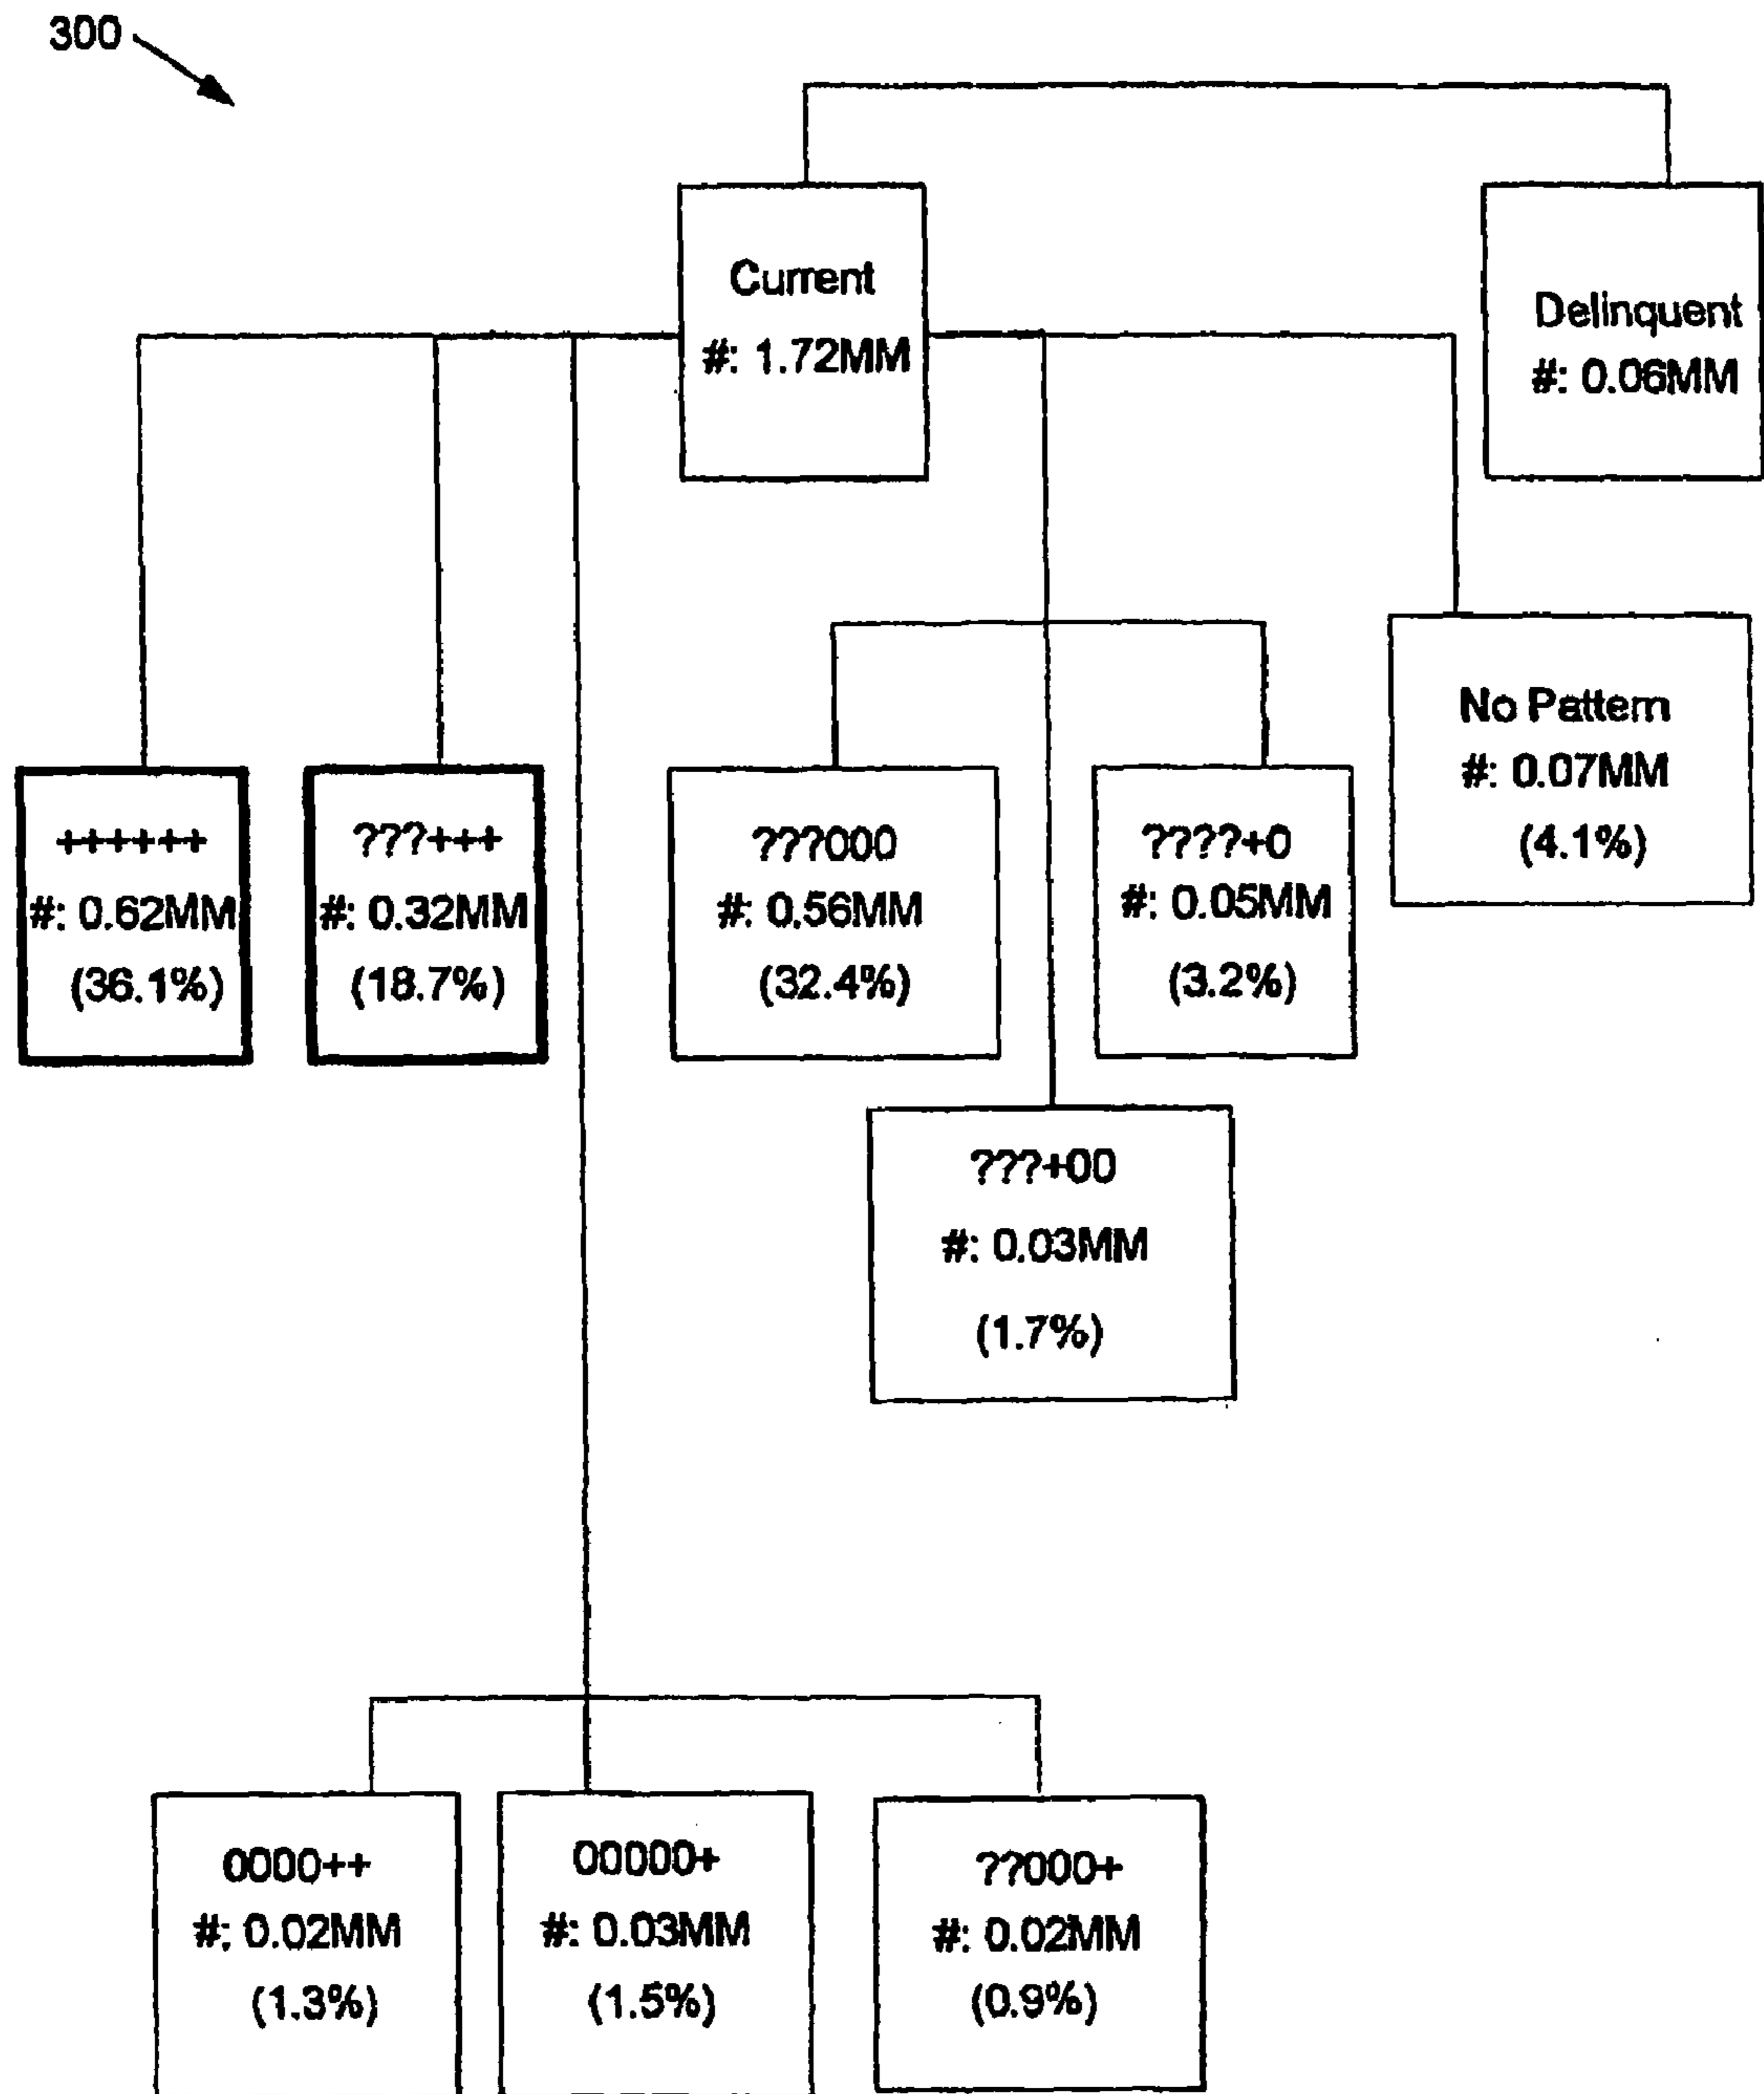 300
Current
#: 1.72MM
Delinquent
#: 0.06MM
No Pattern
#: 0.07MM
(4.1%)
++++++
#: 0.62MM
(36.1%)
???+++
#: 0.32MM
(18.7%)
???000
#: 0.56MM
(32.4%)
????+0
#: 0.05MM
(3.2%)
???+00
#: 0.03MM
(1.7%)
0000++
#: 0.02MM
(1.3%)
00000+
#: 0.03MM
(1.5%)
??000+
#: 0.02MM
(0.9%)